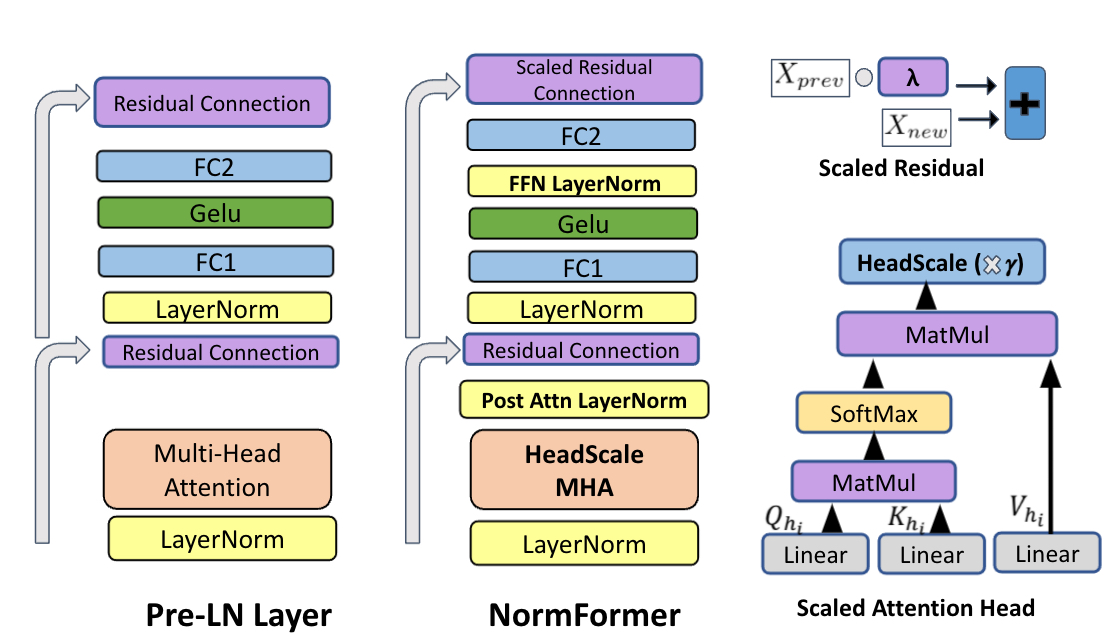 Residual Connection
FC2
Gelu
FC1
LayerNorm
Residual Connection
Multi-Head
Attention
LayerNorm
Pre-LN Layer
Scaled Residual
Connection
FC2
FFN LayerNorm
Gelu
FC1
LayerNorm
Residual Connection
Post Attn LayerNorm
HeadScale
MHA
LayerNorm
NormFormer
X_{prev} λ
X_{new}
+
Scaled Residual
HeadScale (× γ)
MatMul
SoftMax
MatMul
Q_{h_i} K_{h_i} V_{h_i}
Linear Linear Linear
Scaled Attention Head